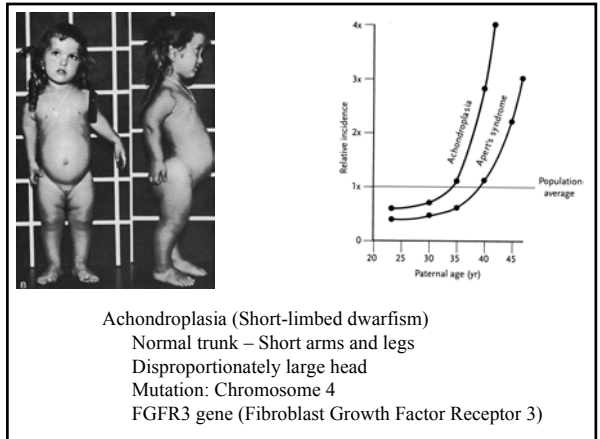 B
4x
3x
2x
1x
0
Relative incidence
Achondroplasia
Apert's syndrome
Population
average
20 25 30 35 40 45
Paternal age (yr)
Achondroplasia (Short-limbed dwarfism)
Normal trunk – Short arms and legs
Disproportionately large head
Mutation: Chromosome 4
FGFR3 gene (Fibroblast Growth Factor Receptor 3)